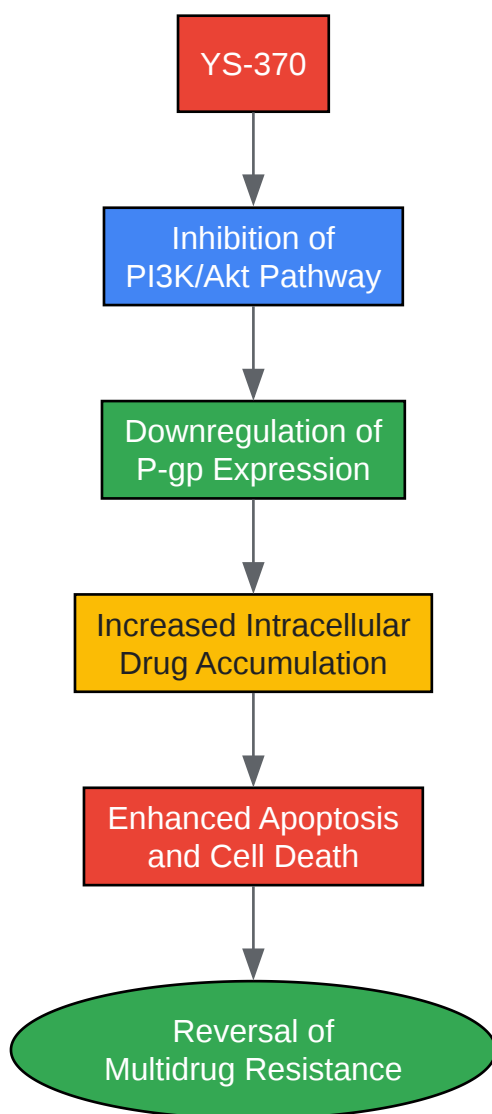 YS-370
Inhibition of
PI3K/Akt Pathway
Downregulation of
P-gp Expression
Increased Intracellular
Drug Accumulation
Enhanced Apoptosis
and Cell Death
Reversal of
Multidrug Resistance